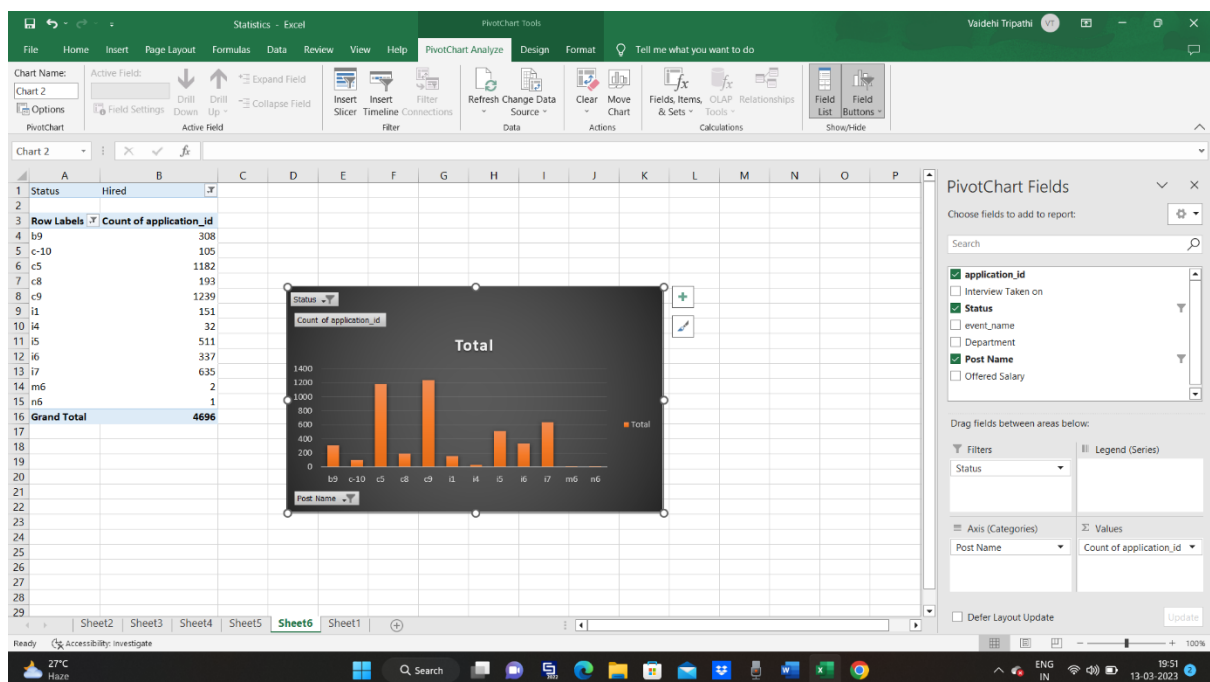 Statistics - Excel
PivotChart Tools
Vaidehi Tripathi VT
File Home Insert Page Layout Formulas Data Review View Help PivotChart Analyze Design Format Tell me what you want to do
Chart Name: Active Field:
Chart 2
Options
Field Settings
Drill Down
Drill Up
Expand Field
Collapse Field
Insert Slicer
Insert Timeline
Filter Connections
Refresh
Change Data Source
Clear
Move Chart
Fields, Items, & Sets
OLAP Tools
Relationships
Field List
Field Buttons
PivotChart Active Field Filter Data Actions Calculations Show/Hide
Chart 2 fx
A B C D E F G H I J K L M N O P
1 Status Hired
2
3 Row Labels Count of application_id
4 b9 308
5 c-10 105
6 c5 1182
7 c8 193
8 c9 1239
9 i1 151
10 i4 32
11 i5 511
12 i6 337
13 i7 635
14 m6 2
15 n6 1
16 Grand Total 4696
17
18
19
20
21
22
23
24
25
26
27
28
29
Status
Count of application_id
Total
1400
1200
1000
800
600
400
200
0
b9 c-10 c5 c8 c9 i1 i4 i5 i6 i7 m6 n6
Total
Post Name
PivotChart Fields
Choose fields to add to report:
Search
application_id
Interview Taken on
Status
event_name
Department
Post Name
Offered Salary
Drag fields between areas below:
Filters Legend (Series)
Status
Axis (Categories) Σ Values
Post Name Count of application_id
Defer Layout Update Update
Sheet2 Sheet3 Sheet4 Sheet5 Sheet6 Sheet1
Ready Accessibility: Investigate 100%
27°C
Haze
Search
ENG
IN
19:51
13-03-2023
2